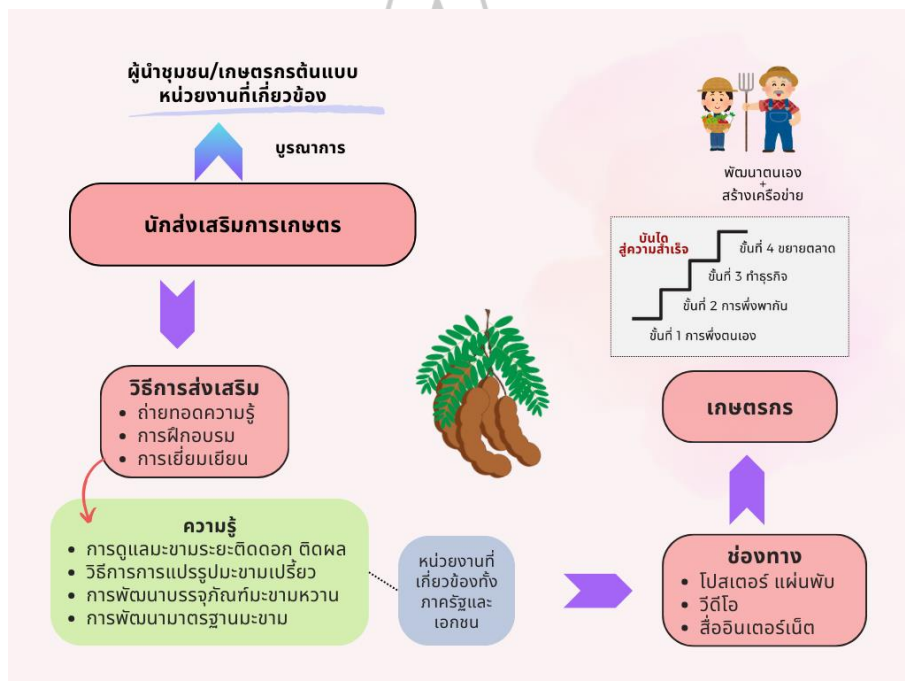 ผู้นำชุมชน/เกษตรกรต้นแบบ
หน่วยงานที่เกี่ยวข้อง
บูรณาการ
นักส่งเสริมการเกษตร
วิธีการส่งเสริม
• ถ่ายทอดความรู้
• การฝึกอบรม
• การเยี่ยมเยียน
ความรู้
• การดูแลมะขามระยะติดดอก ติดผล
• วิธีการการแปรรูปมะขามเปรี้ยว
• การพัฒนาบรรจุภัณฑ์มะขามหวาน
• การพัฒนามาตรฐานมะขาม
หน่วยงานที่
เกี่ยวข้องทั้ง
ภาครัฐและ
เอกชน
ช่องทาง
• โปสเตอร์ แผ่นพับ
• วีดีโอ
• สื่ออินเตอร์เน็ต
เกษตรกร
บันได
สู่ความสำเร็จ
ขั้นที่ 4 ขยายตลาด
ขั้นที่ 3 ทำธุรกิจ
ขั้นที่ 2 การพึ่งพากัน
ขั้นที่ 1 การพึ่งตนเอง
พัฒนาตนเอง
+
สร้างเครือข่าย